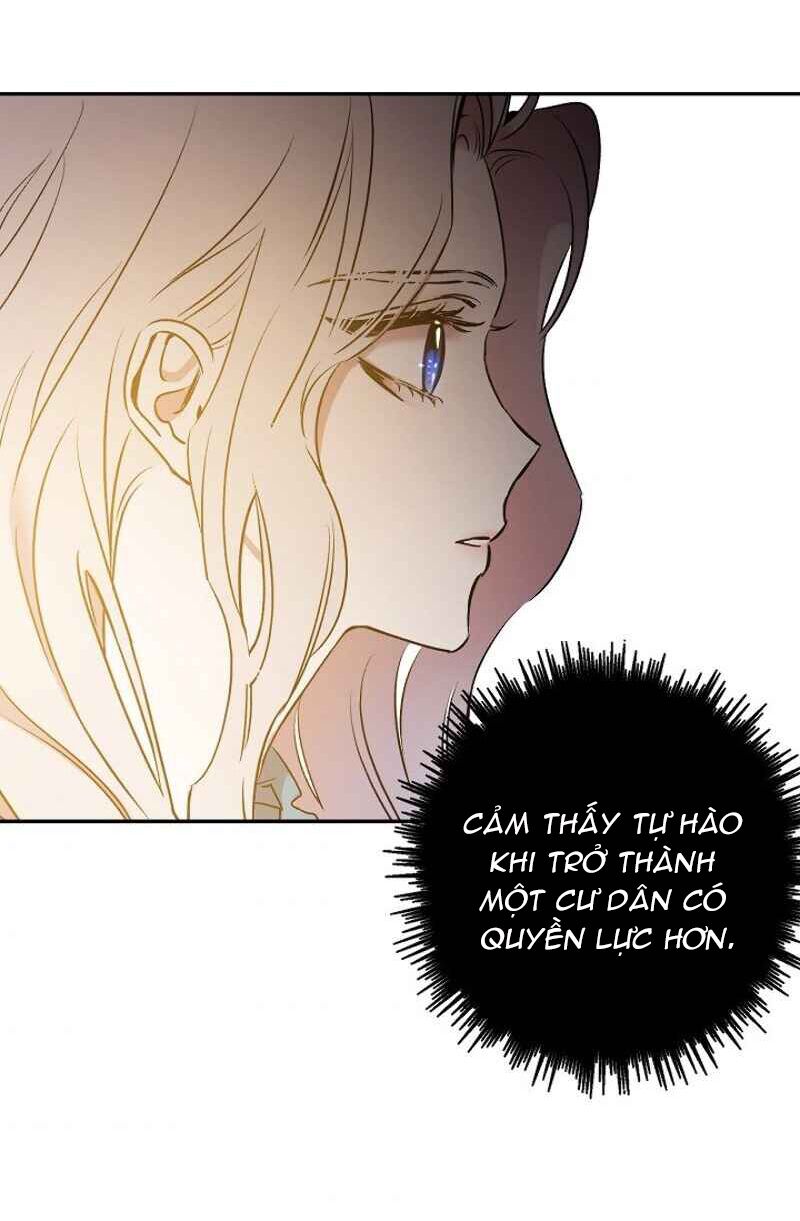 CẢM THẤY TỰ HÀO
KHI TRỞ THÀNH
MỘT CƯ DÂN CÓ
QUYỀN LỰC HƠN.